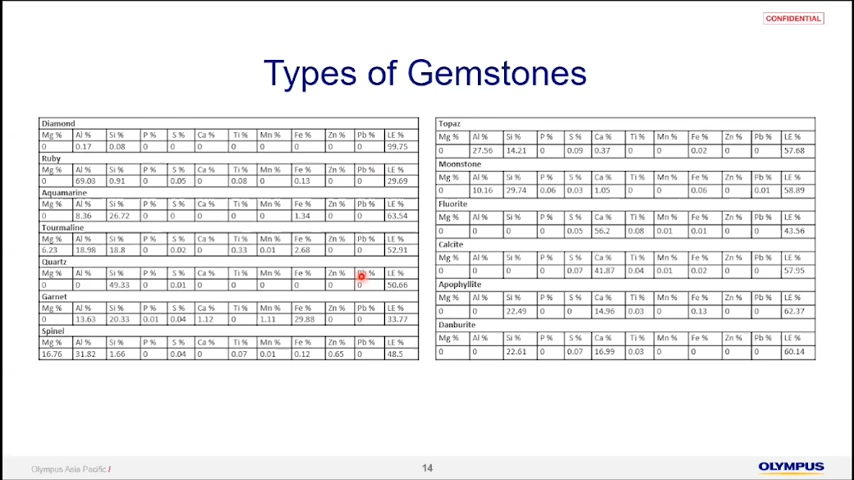 CONFIDENTIAL
Types of Gemstones
Diamond
Mg % Al % Si % P % S % Ca % Ti % Mn % Fe % Zn % Pb % LE %
0 0.17 0.08 0 0 0 0 0 0 0 0 99.75
Ruby
Mg % Al % Si % P % S % Ca % Ti % Mn % Fe % Zn % Pb % LE %
0 69.03 0.91 0 0.05 0 0.08 0 0.13 0 0 29.69
Aquamarine
Mg % Al % Si % P % S % Ca % Ti % Mn % Fe % Zn % Pb % LE %
0 8.36 26.72 0 0 0 0 0 1.34 0 0 63.54
Tourmaline
Mg % Al % Si % P % S % Ca % Ti % Mn % Fe % Zn % Pb % LE %
6.23 18.98 18.8 0 0.02 0 0.33 0.01 2.68 0 0 52.91
Quartz
Mg % Al % Si % P % S % Ca % Ti % Mn % Fe % Zn % % LE %
0 0 49.33 0 0.01 0 0 0 0 0 0 50.66
Garnet
Mg % Al % Si % P % S % Ca % Ti % Mn % Fe % Zn % Pb % LE %
0 13.63 20.33 0.01 0.04 1.12 0 1.11 29.88 0 0 33.77
Spinel
Mg % Al % Si % P % S % Ca % Ti % Mn % Fe % Zn % Pb % LE %
16.76 31.82 1.66 0 0.04 0 0.07 0.01 0.12 0.65 0 48.5
Topaz
Mg % Al % Si % P % S % Ca % Ti % Mn % Fe % Zn % Pb % LE %
0 27.56 14.21 0 0.09 0.37 0 0 0.02 0 0 57.68
Moonstone
Mg % Al % Si % P % S % Ca % Ti % Mn % Fe % Zn % Pb % LE %
0 10.16 29.74 0.06 0.03 1.05 0 0 0.06 0 0.01 58.89
Fluorite
Mg % Al % Si % P % S % Ca % Ti % Mn % Fe % Zn % Pb % LE %
0 0 0 0 0.05 56.2 0.08 0.01 0.01 0 0 43.56
Calcite
Mg % Al % Si % P % S % Ca % Ti % Mn % Fe % Zn % Pb % LE %
0 0 0 0 0.07 41.87 0.04 0.01 0.02 0 0 57.95
Apophyllite
Mg % Al % Si % P % S % Ca % Ti % Mn % Fe % Zn % Pb % LE %
0 0 22.49 0 0 14.96 0.03 0 0.13 0 0 62.37
Danburite
Mg % Al % Si % P % S % Ca % Ti % Mn % Fe % Zn % Pb % LE %
0 0 22.61 0 0.07 16.99 0.03 0 0 0 0 60.14
Olympus Asia Pacific /
14
OLYMPUS